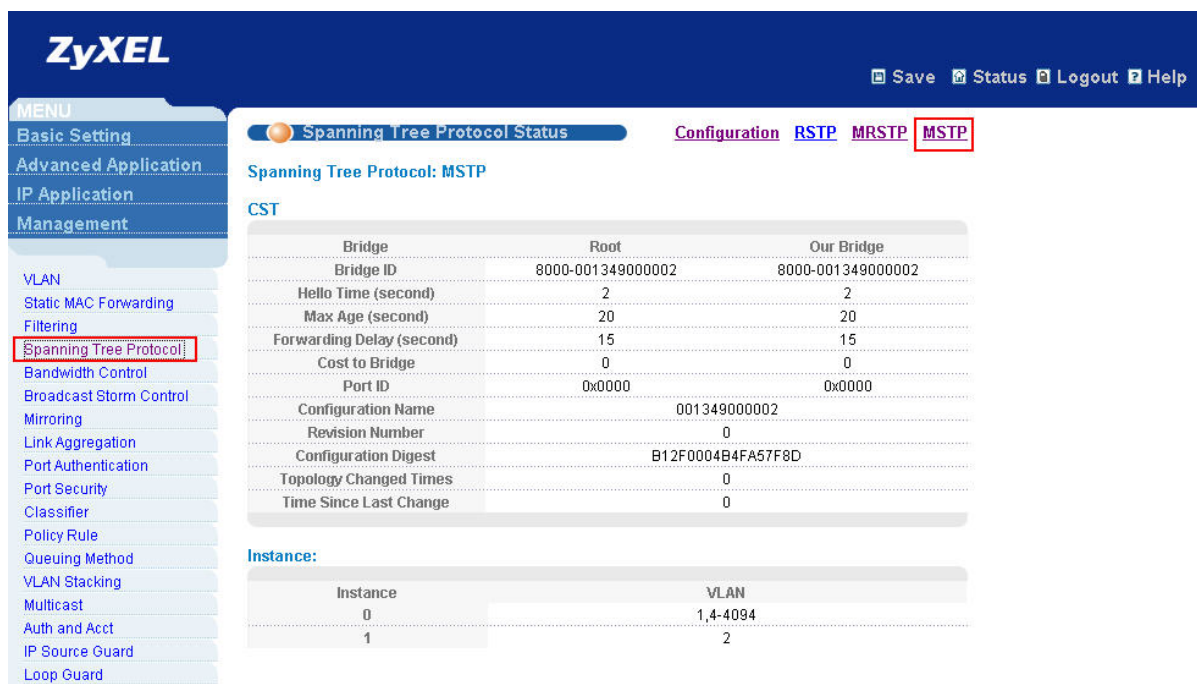 ZyXEL
Save Status Logout Help
MENU
Basic Setting
Advanced Application
IP Application
Management
VLAN
Static MAC Forwarding
Filtering
Spanning Tree Protocol
Bandwidth Control
Broadcast Storm Control
Mirroring
Link Aggregation
Port Authentication
Port Security
Classifier
Policy Rule
Queuing Method
VLAN Stacking
Multicast
Auth and Acct
IP Source Guard
Loop Guard
Spanning Tree Protocol Status Configuration RSTP MRSTP MSTP
Spanning Tree Protocol: MSTP
CST
Bridge Root Our Bridge
Bridge ID 8000-001349000002 8000-001349000002
Hello Time (second) 2 2
Max Age (second) 20 20
Forwarding Delay (second) 15 15
Cost to Bridge 0 0
Port ID 0x0000 0x0000
Configuration Name 001349000002
Revision Number 0
Configuration Digest B12F0004B4FA57F8D
Topology Changed Times 0
Time Since Last Change 0
Instance:
Instance VLAN
0 1,4-4094
1 2